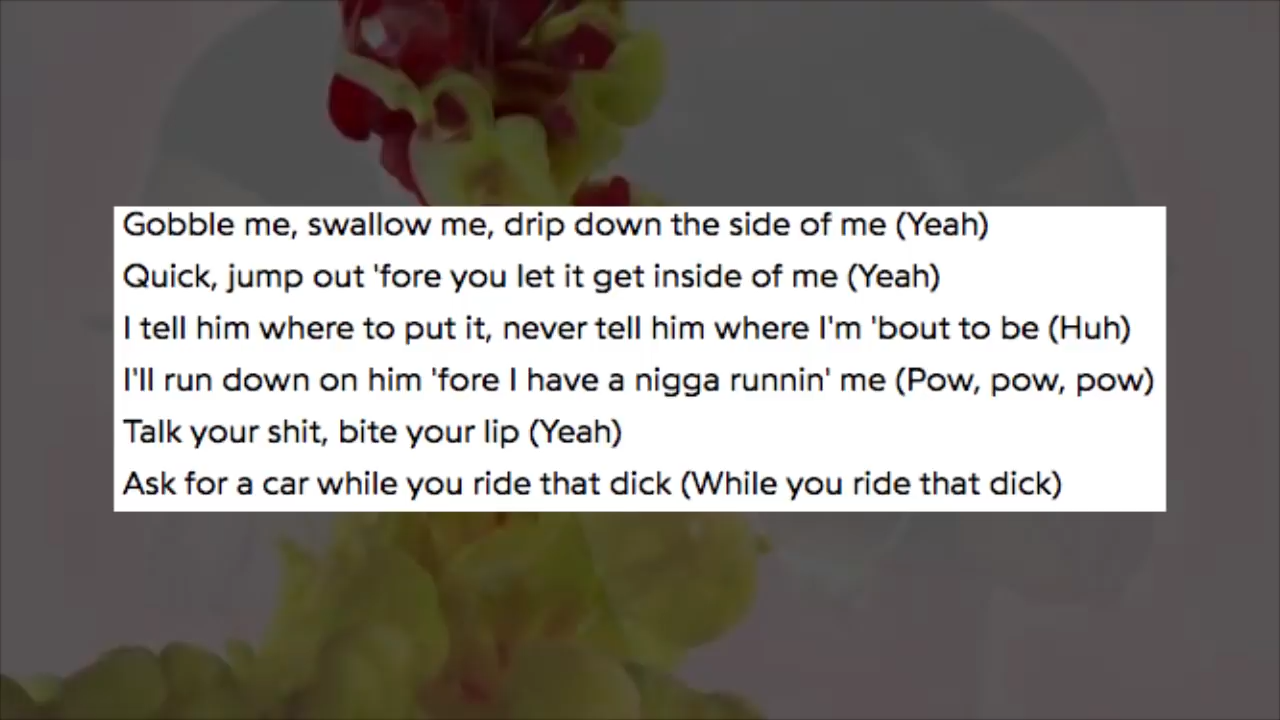 Gobble me, swallow me, drip down the side of me (Yeah)
Quick, jump out 'fore you let it get inside of me (Yeah)
I tell him where to put it, never tell him where I'm 'bout to be (Huh)
I'll run down on him 'fore I have a nigga runnin' me (Pow, pow, pow)
Talk your shit, bite your lip (Yeah)
Ask for a car while you ride that dick (While you ride that dick)